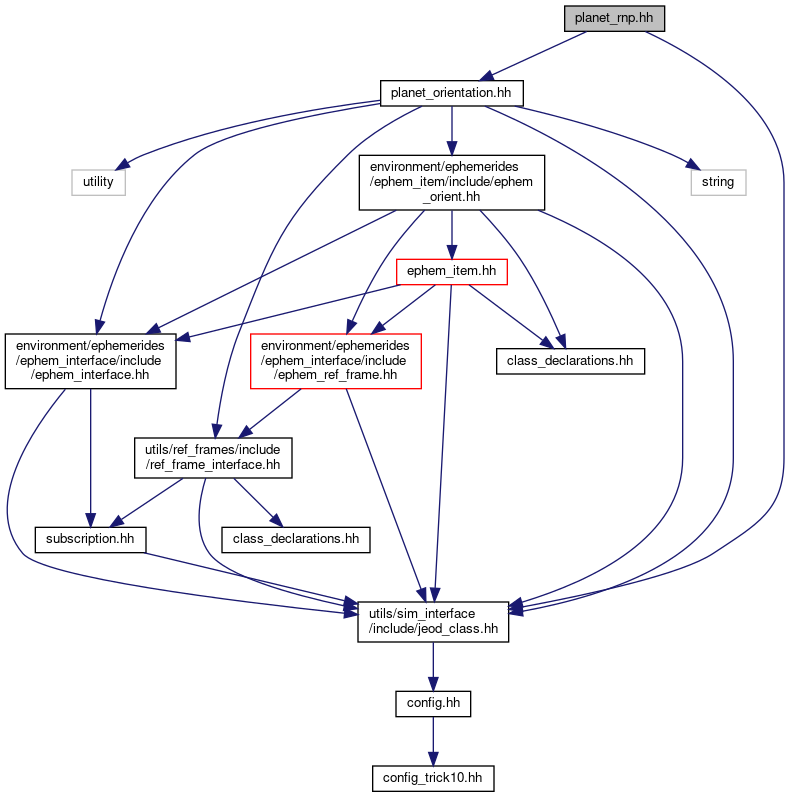 planet_rnp.hh
planet_orientation.hh
utility
environment/ephemerides
/ephem_item/include/ephem
_orient.hh
string
ephem_item.hh
environment/ephemerides
/ephem_interface/include
/ephem_interface.hh
environment/ephemerides
/ephem_interface/include
/ephem_ref_frame.hh
class_declarations.hh
utils/ref_frames/include
/ref_frame_interface.hh
subscription.hh
class_declarations.hh
utils/sim_interface
/include/jeod_class.hh
config.hh
config_trick10.hh